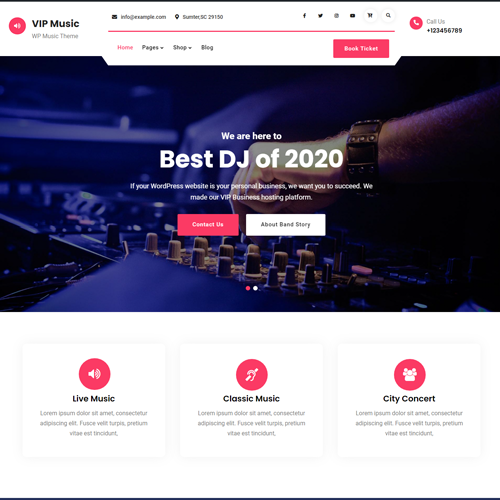 VIP Music
WP Music Theme
info@example.com
Sumter,SC 29150
Call Us
+123456789
Home
Pages
Shop
Blog
Book Ticket
We are here to
Best DJ of 2020
If your WordPress website is your personal business, we want you to succeed. We
made our VIP Business hosting platform.
Contact Us
About Band Story
Live Music
Lorem ipsum dolor sit amet, consectetur
adipiscing elit. Fusce velit turpis, pretium
vitae est tincidunt,
Classic Music
Lorem ipsum dolor sit amet, consectetur
adipiscing elit. Fusce velit turpis, pretium
vitae est tincidunt,
City Concert
Lorem ipsum dolor sit amet, consectetur
adipiscing elit. Fusce velit turpis, pretium
vitae est tincidunt,